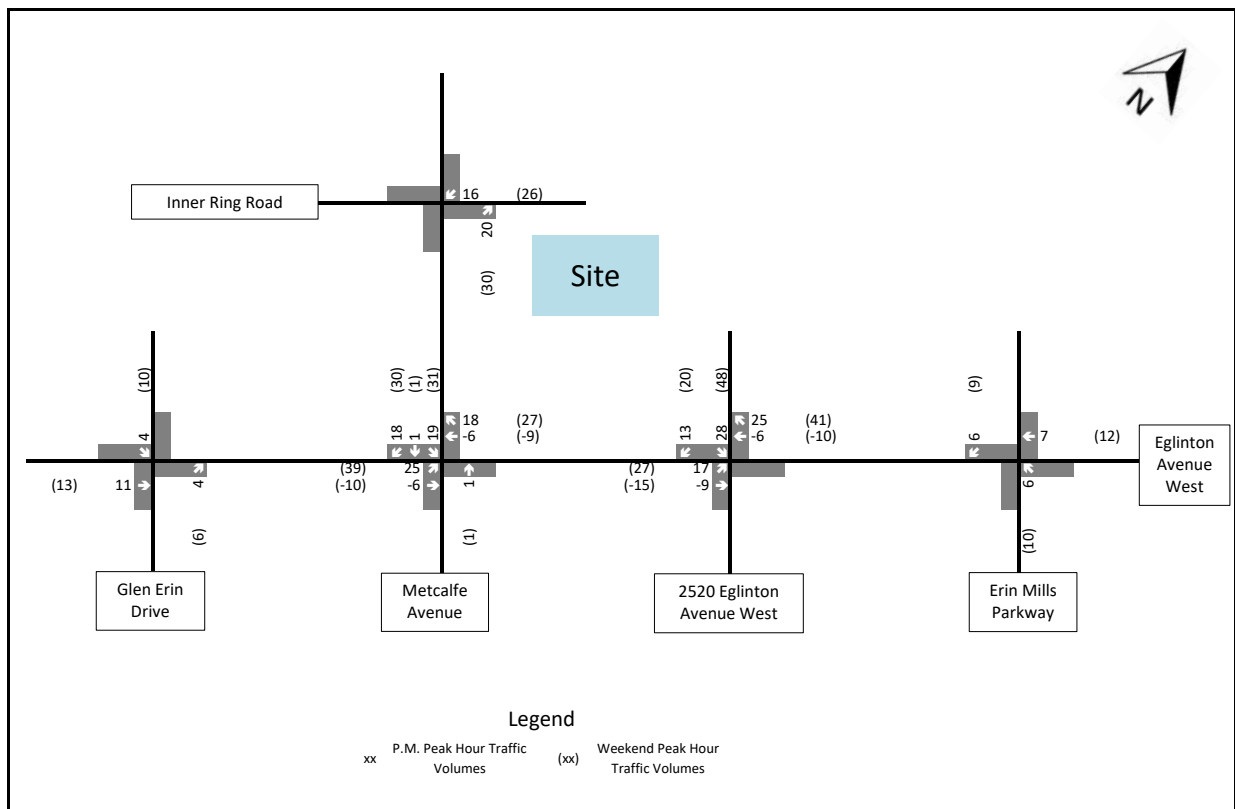 N
Inner Ring Road
16 (26)
20
(30)
Site
(10)
(30)
(1)
(31)
(20)
(48)
(9)
4
18
1
19
18 (27)
-6 (-9)
13
28
25 (41)
-6 (-10)
6
7 (12)
(13) 11
4
(39) 25
(-10) -6
1
(27) 17
(-15) -9
6
Eglinton
Avenue
West
(6)
(1)
(10)
Glen Erin
Drive
Metcalfe
Avenue
2520 Eglinton
Avenue West
Erin Mills
Parkway
Legend
xx P.M. Peak Hour Traffic
Volumes
(xx) Weekend Peak Hour
Traffic Volumes